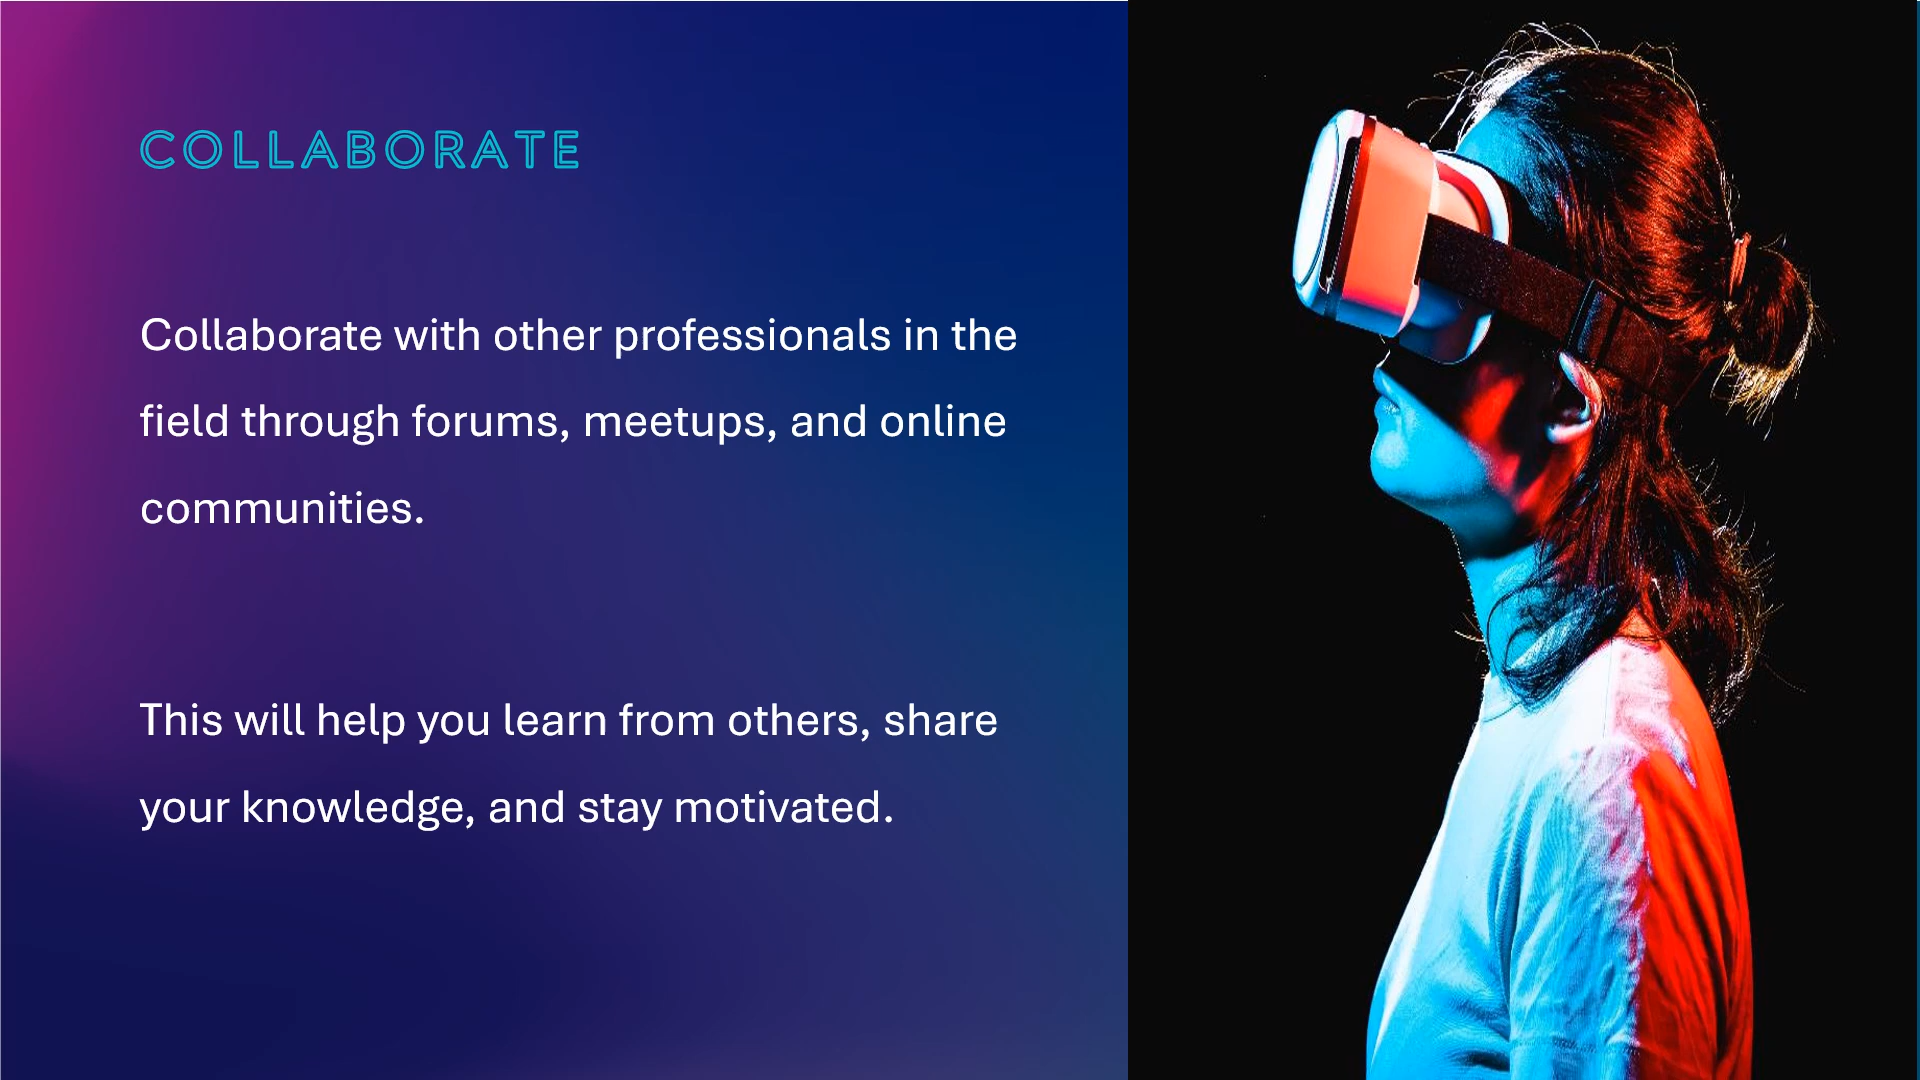 COLLABORATE
Collaborate with other professionals in the
field through forums, meetups, and online
communities.
This will help you learn from others, share
your knowledge, and stay motivated.